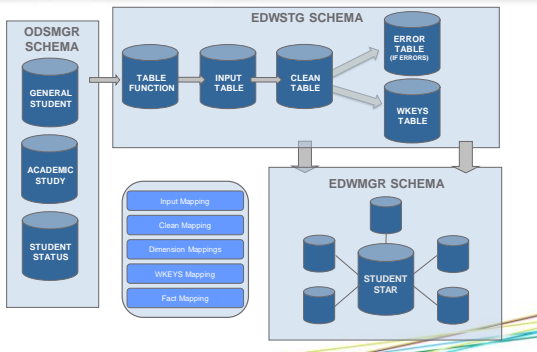 ODSMGR
SCHEMA
GENERAL
STUDENT
ACADEMIC
STUDY
STUDENT
STATUS
EDWSTG SCHEMA
TABLE
FUNCTION
INPUT
TABLE
CLEAN
TABLE
ERROR
TABLE
(IF ERRORS)
WKEYS
TABLE
Input Mapping
Clean Mapping
Dimension Mappings
WKEYS Mapping
Fact Mapping
EDWMGR SCHEMA
STUDENT
STAR